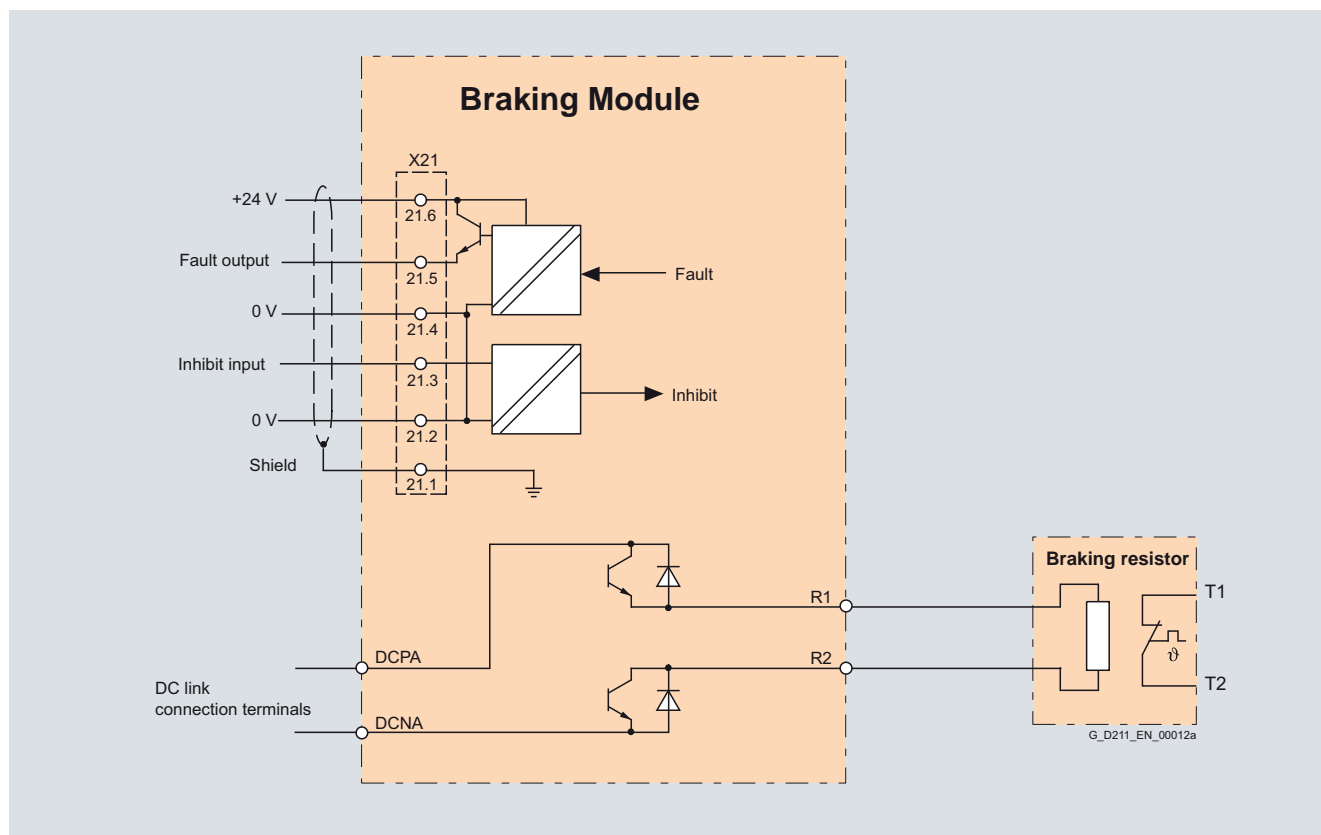 Braking Module
X21
+24 V
21.6
Fault output
21.5
Fault
0 V
21.4
Inhibit input
21.3
Inhibit
0 V
21.2
Shield
21.1
Braking resistor
R1
T1
ϑ
DCPA
R2
T2
DC link
connection terminals
DCNA
G_D211_EN_00012a